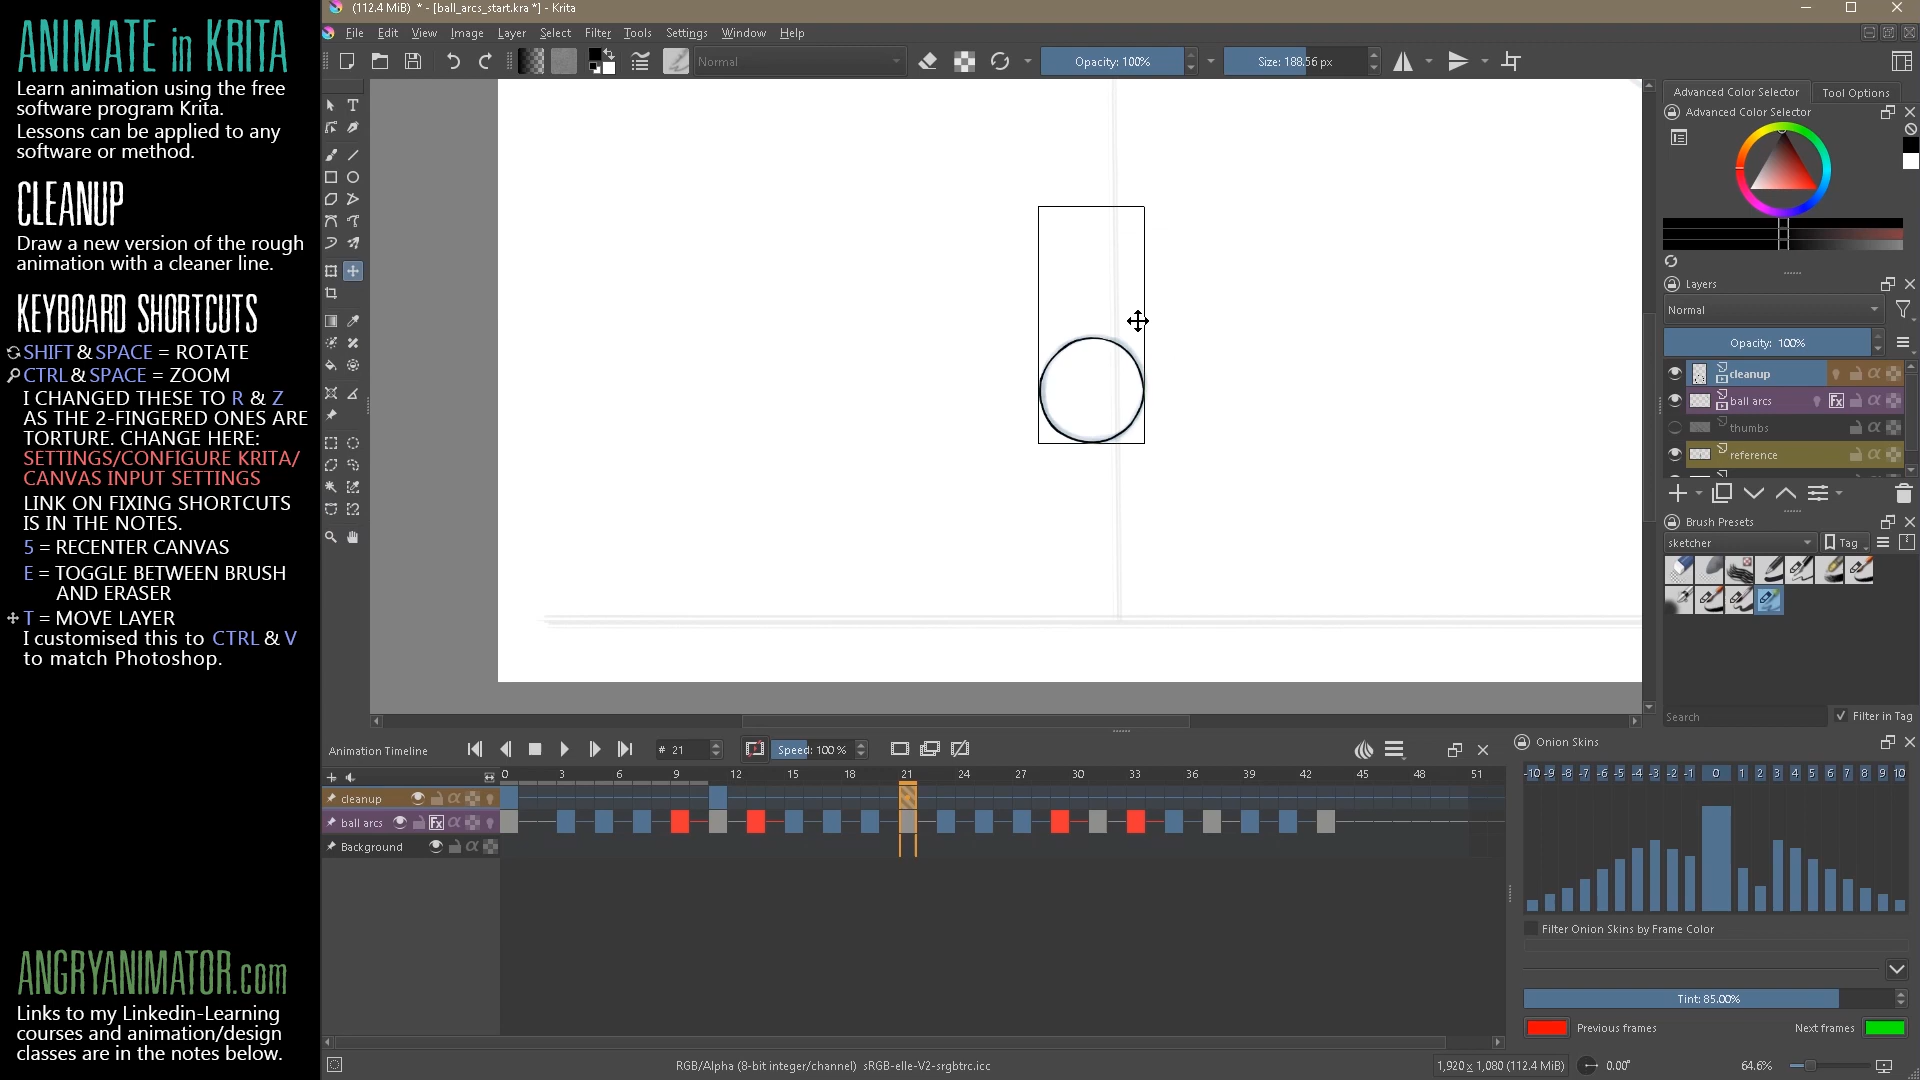 ANIMATE in KRITA
Learn animation using the free
software program Krita.
Lessons can be applied to any
software or method.
CLEANUP
Draw a new version of the rough
animation with a cleaner line.
KEYBOARD SHORTCUTS
SHIFT & SPACE = ROTATE
CTRL & SPACE = ZOOM
I CHANGED THESE TO R & Z
AS THE 2-FINGERED ONES ARE
TORTURE. CHANGE HERE:
SETTINGS/CONFIGURE KRITA/
CANVAS INPUT SETTINGS
LINK ON FIXING SHORTCUTS
IS IN THE NOTES.
5 = RECENTER CANVAS
E = TOGGLE BETWEEN BRUSH
AND ERASER
T = MOVE LAYER
I customised this to CTRL & V
to match Photoshop.
ANGRYANIMATOR.com
Links to my Linkedin-Learning
courses and animation/design
classes are in the notes below.
(112.4 MiB) * - [ball_arcs_start.kra *] - Krita
File Edit View Image Layer Select Filter Tools Settings Window Help
Normal
Opacity: 100%
Size: 188.56 px
Advanced Color Selector Tool Options
Advanced Color Selector
Layers
Normal
Opacity: 100%
cleanup
ball arcs
thumbs
reference
Brush Presets
sketcher
Tag
Search
Filter in Tag
Animation Timeline
# 21
Speed: 100 %
0 3 6 9 12 15 18 21 24 27 30 33 36 39 42 45 48 51
cleanup
ball arcs
Background
Onion Skins
-10 -9 -8 -7 -6 -5 -4 -3 -2 -1 0 1 2 3 4 5 6 7 8 9 10
Filter Onion Skins by Frame Color
Tint: 85.00%
Previous frames
Next frames
RGB/Alpha (8-bit integer/channel) sRGB-elle-V2-srgbtrc.icc
1,920 x 1,080 (112.4 MiB)
0.00°
64.6%